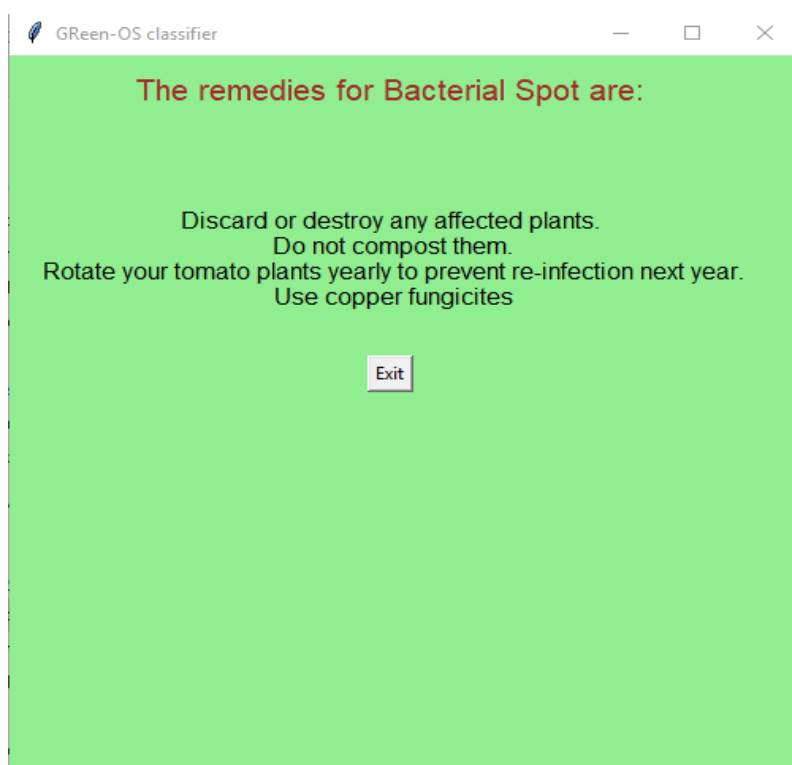 GReen-OS classifier
The remedies for Bacterial Spot are:
Discard or destroy any affected plants.
Do not compost them.
Rotate your tomato plants yearly to prevent re-infection next year.
Use copper fungicites
Exit